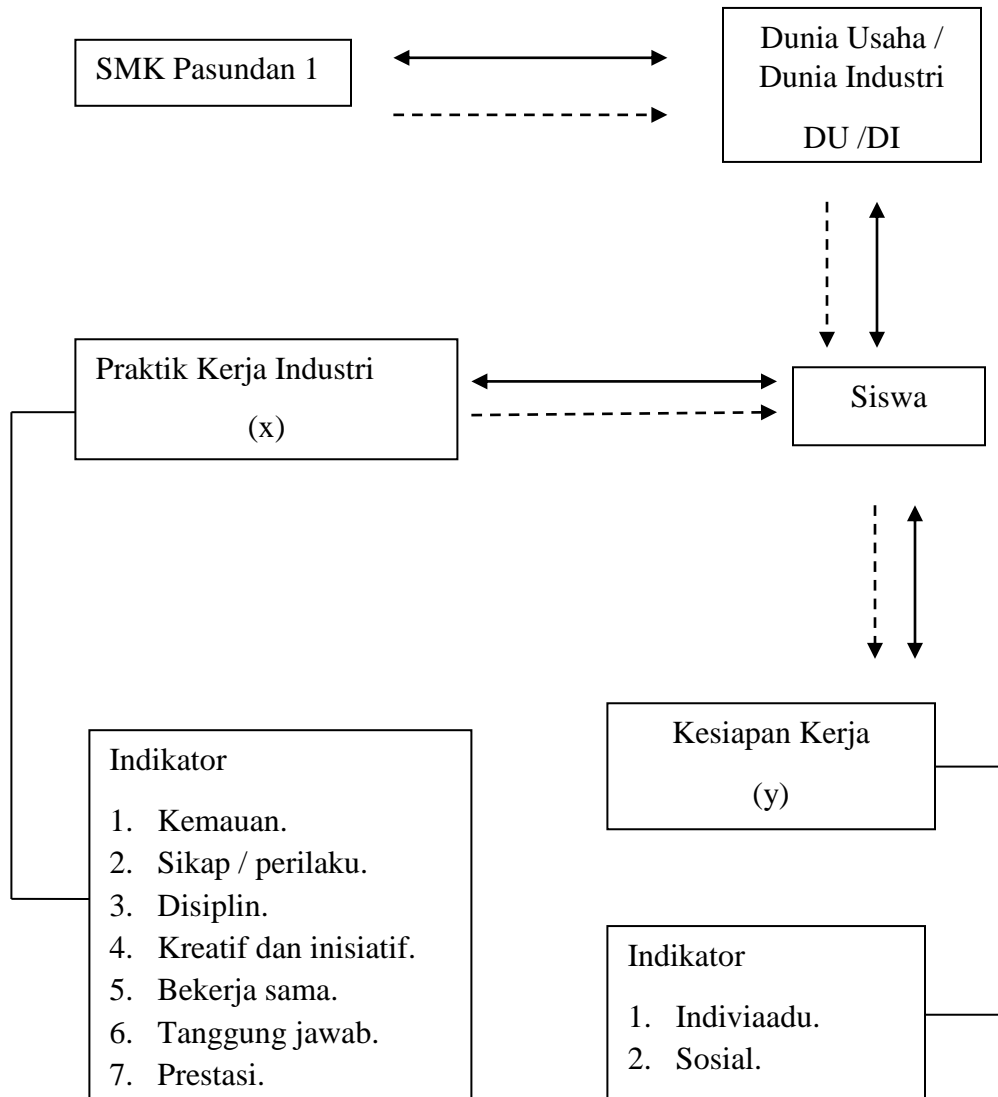 SMK Pasundan 1
Dunia Usaha /
Dunia Industri
DU /DI
Praktik Kerja Industri
(x)
Siswa
Kesiapan Kerja
(y)
Indikator
1. Kemauan.
2. Sikap / perilaku.
3. Disiplin.
4. Kreatif dan inisiatif.
5. Bekerja sama.
6. Tanggung jawab.
7. Prestasi.
Indikator
1. Indiviaadu.
2. Sosial.